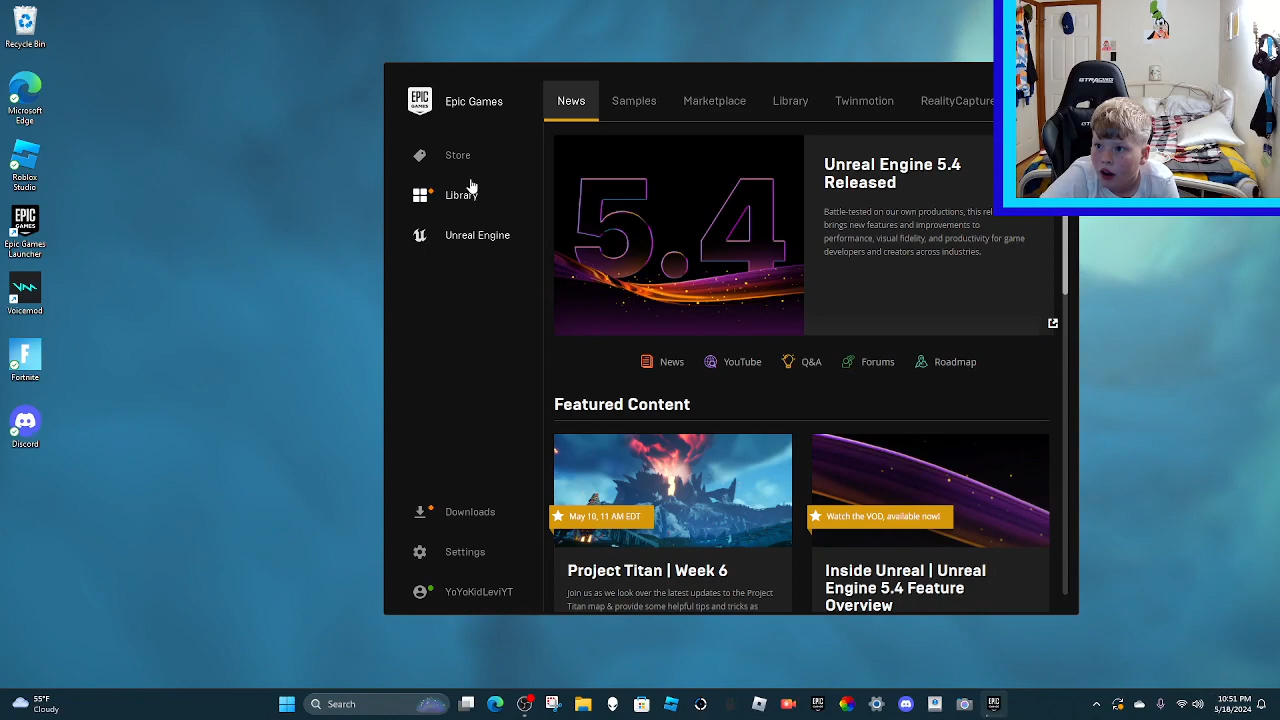 Recycle Bin
Microsoft
Edge
Roblox
Studio
EPIC
GAMES
Epic Games
Launcher
Voicemod
Fortnite
Discord
EPIC
GAMES
Epic Games
Store
Library
Unreal Engine
Downloads
Settings
YoYoKidLeviYT
News
Samples
Marketplace
Library
Twinmotion
RealityCapture
5.4
Unreal Engine 5.4
Released
Battle-tested on our own productions, this rel
brings new features and improvements to
performance, visual fidelity, and productivity for game
developers and creators across industries.
News
YouTube
Q&A
Forums
Roadmap
Featured Content
May 10, 11 AM EDT
Project Titan | Week 6
Join us as we look over the latest updates to the Project
Titan map & provide some helpful tips and tricks as
Watch the VOD, available now!
Inside Unreal | Unreal
Engine 5.4 Feature
Overview
GTRACING
55°F
Cloudy
Search
10:51 PM
5/18/2024